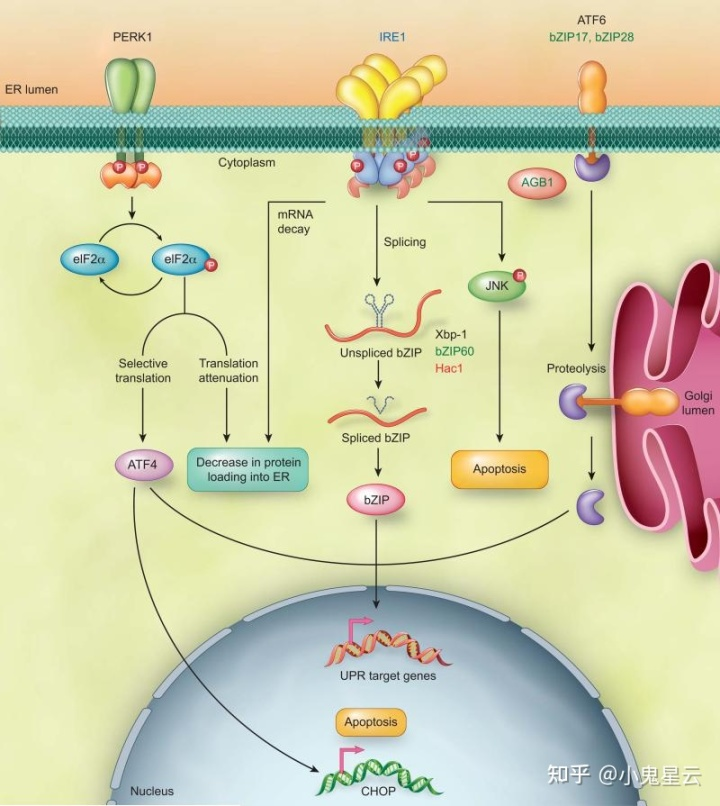 PERK1
IRE1
ATF6
bZIP17, bZIP28
ER lumen
P
P
P
P
P
P
Cytoplasm
AGB1
mRNA
decay
Splicing
eIF2α
eIF2α
P
JNK
P
Unspliced bZIP
Xbp-1
bZIP60
Hac1
Selective
translation
Translation
attenuation
Proteolysis
Golgi
lumen
Spliced bZIP
ATF4
Decrease in protein
loading into ER
Apoptosis
bZIP
UPR target genes
Apoptosis
CHOP
Nucleus
知乎 @小鬼星云